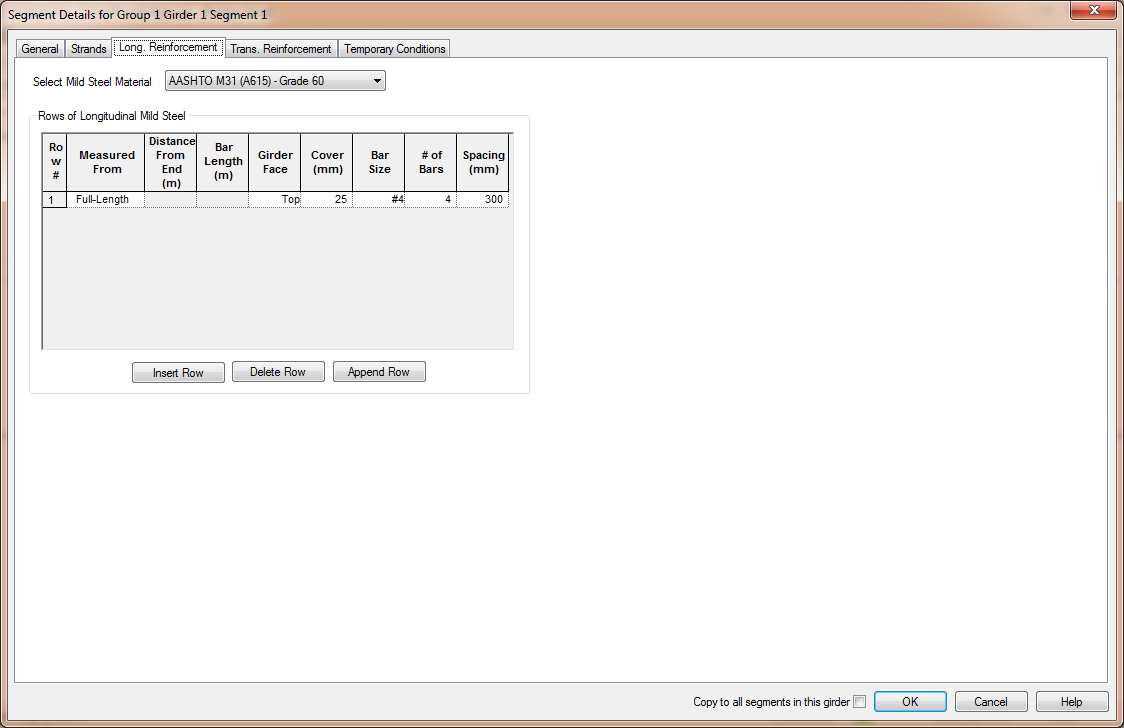 Segment Details for Group 1 Girder 1 Segment 1
General Strands Long. Reinforcement Trans. Reinforcement Temporary Conditions
Select Mild Steel Material AASHTO M31 (A615) - Grade 60
Rows of Longitudinal Mild Steel
Ro
w
#
Measured
From
Distance
From
End
(m)
Bar
Length
(m)
Girder
Face
Cover
(mm)
Bar
Size
# of
Bars
Spacing
(mm)
1 Full-Length Top 25 #4 4 300
Insert Row Delete Row Append Row
Copy to all segments in this girder OK Cancel Help